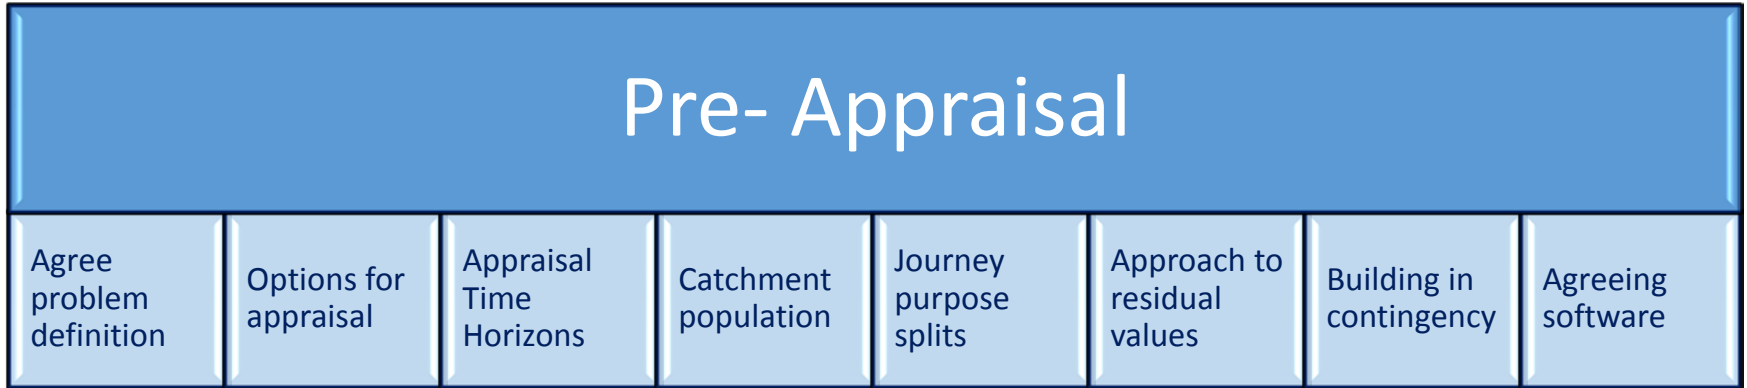 Pre- Appraisal
Agree
problem
definition
Options for
appraisal
Appraisal
Time
Horizons
Catchment
population
Journey
purpose
splits
Approach to
residual
values
Building in
contingency
Agreeing
software